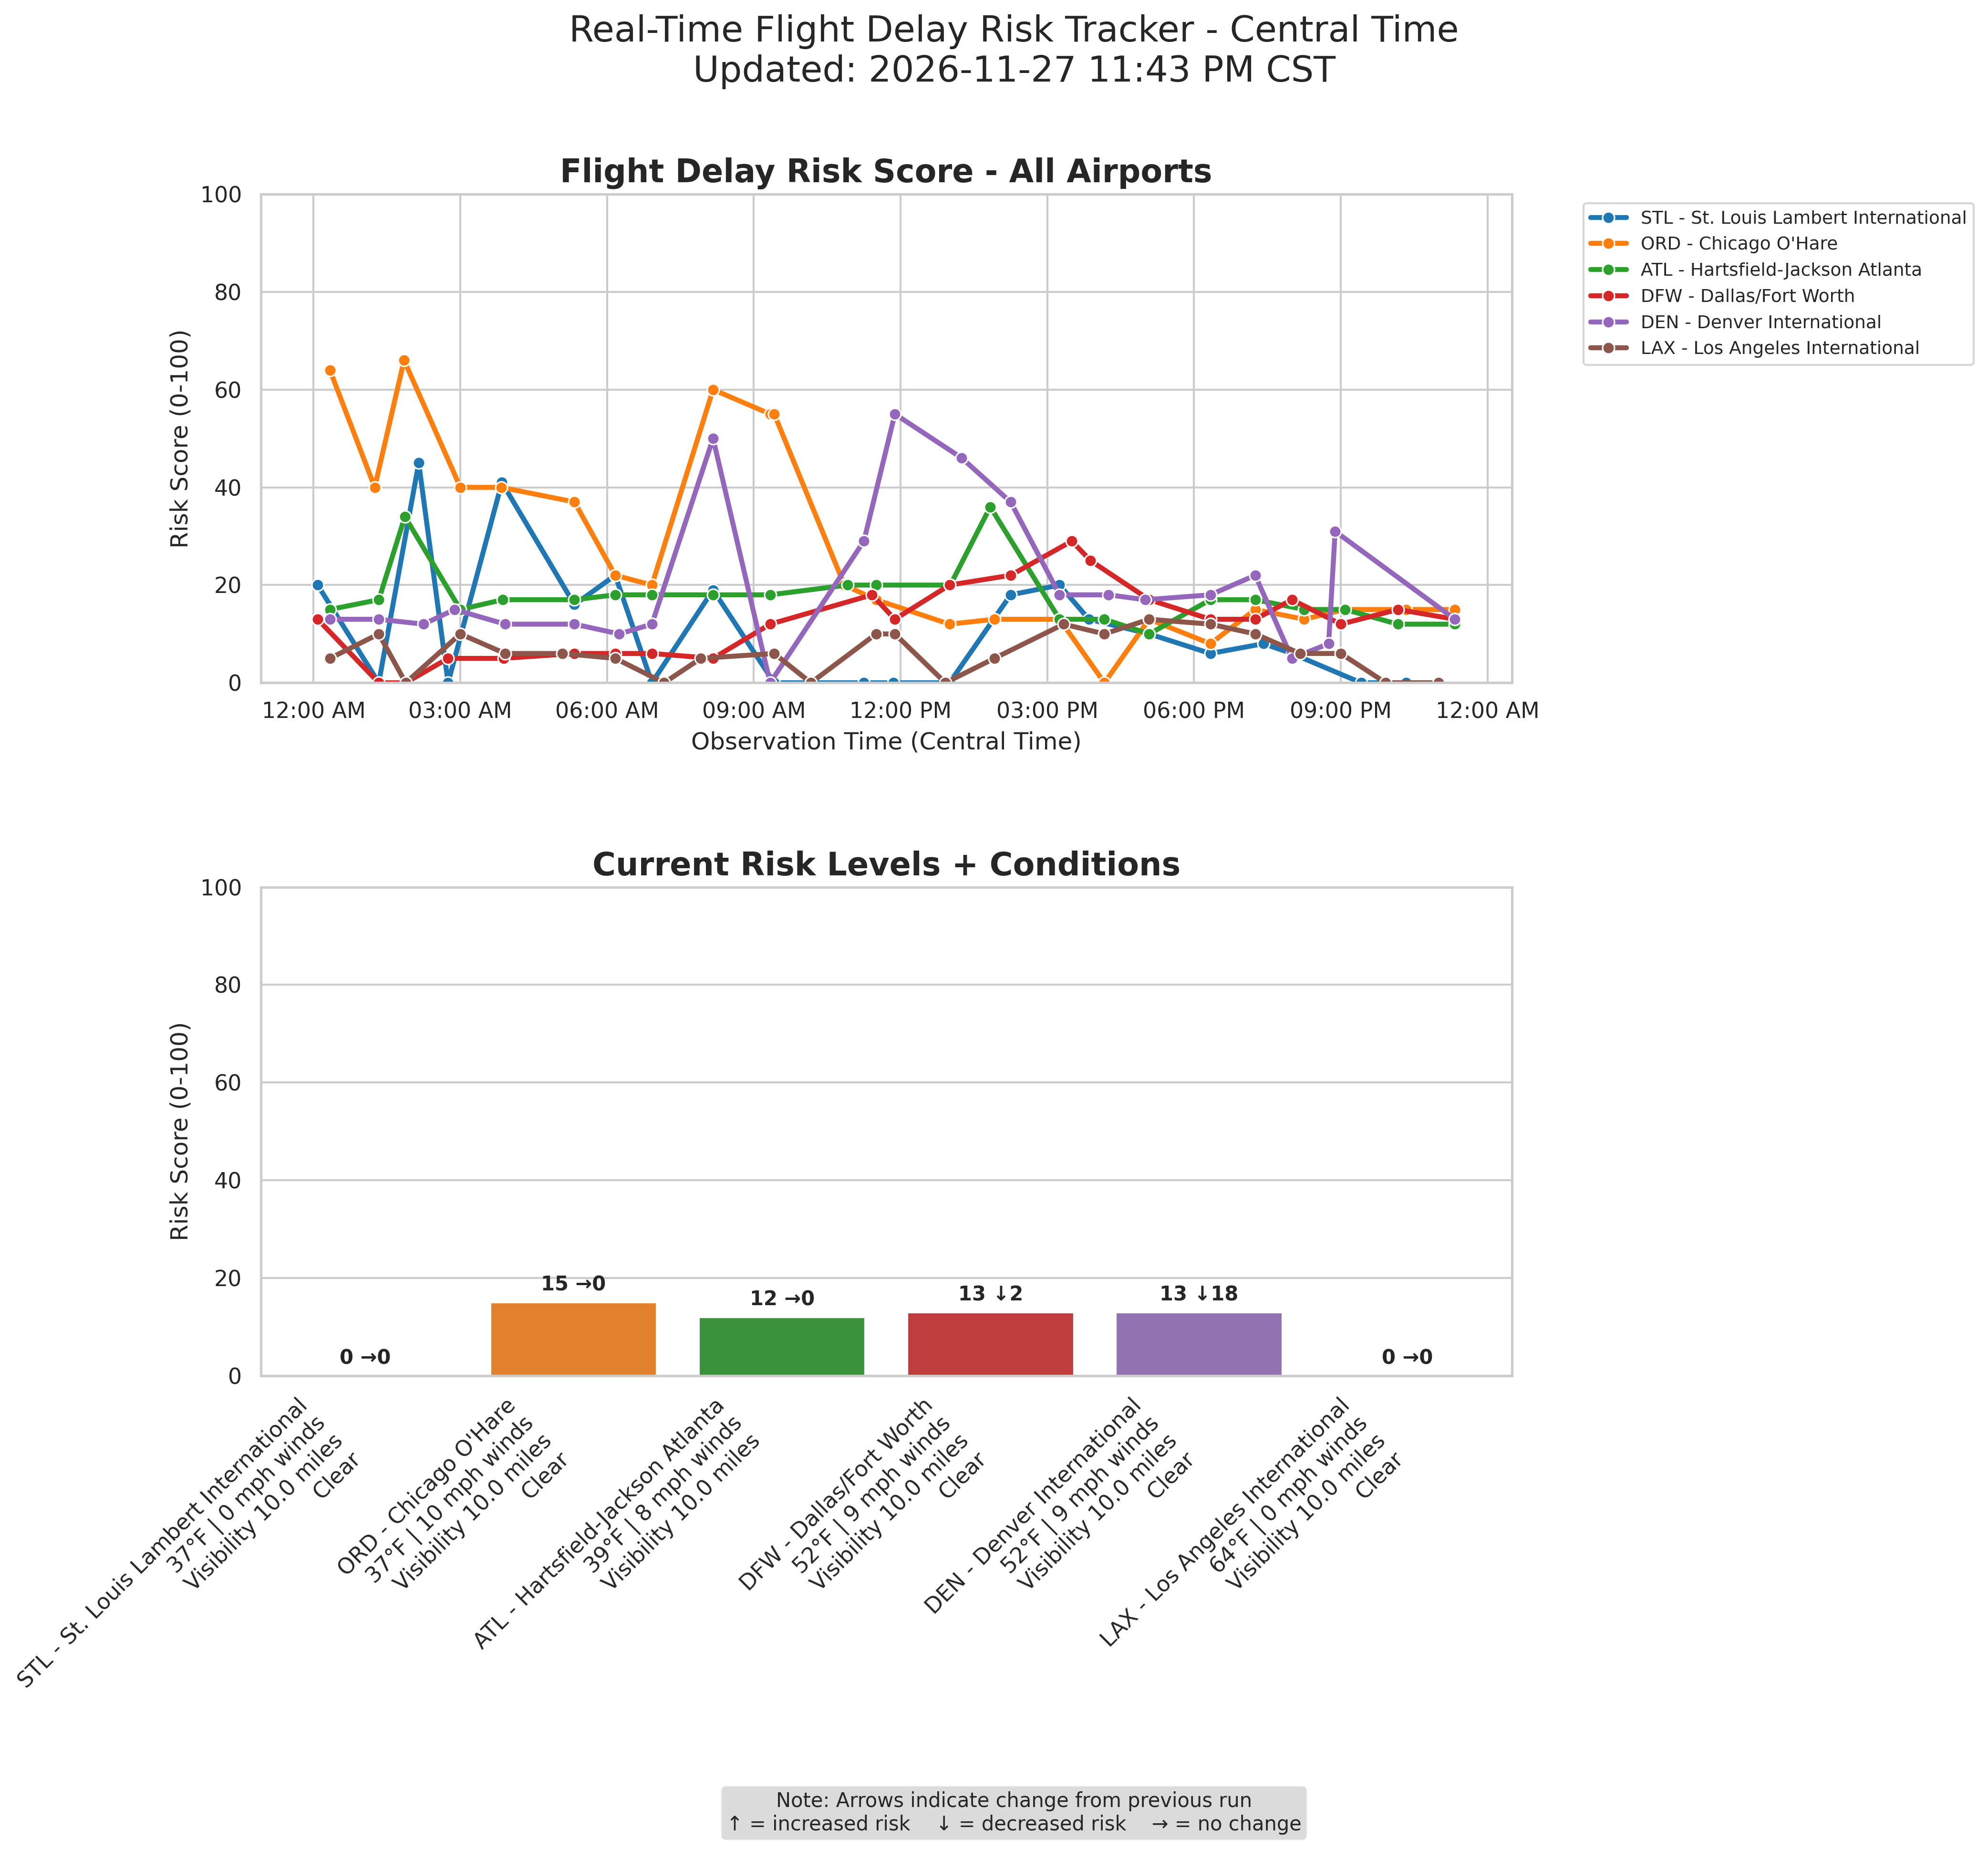 Real-Time Flight Delay Risk Tracker - Central Time
Updated: 2026-11-27 11:43 PM CST
Flight Delay Risk Score - All Airports
Risk Score (0-100)
100
80
60
40
20
0
12:00 AM
03:00 AM
06:00 AM
09:00 AM
12:00 PM
03:00 PM
06:00 PM
09:00 PM
12:00 AM
Observation Time (Central Time)
STL - St. Louis Lambert International
ORD - Chicago O'Hare
ATL - Hartsfield-Jackson Atlanta
DFW - Dallas/Fort Worth
DEN - Denver International
LAX - Los Angeles International
Current Risk Levels + Conditions
Risk Score (0-100)
100
80
60
40
20
0
0 →0
15 →0
12 →0
13 ↓2
13 ↓18
0 →0
STL - St. Louis Lambert International
37°F | 0 mph winds
Visibility 10.0 miles
Clear
ORD - Chicago O'Hare
37°F | 10 mph winds
Visibility 10.0 miles
Clear
ATL - Hartsfield-Jackson Atlanta
39°F | 8 mph winds
Visibility 10.0 miles
DFW - Dallas/Fort Worth
52°F | 9 mph winds
Visibility 10.0 miles
Clear
DEN - Denver International
52°F | 9 mph winds
Visibility 10.0 miles
Clear
LAX - Los Angeles International
64°F | 0 mph winds
Visibility 10.0 miles
Clear
Note: Arrows indicate change from previous run
↑ = increased risk ↓ = decreased risk → = no change